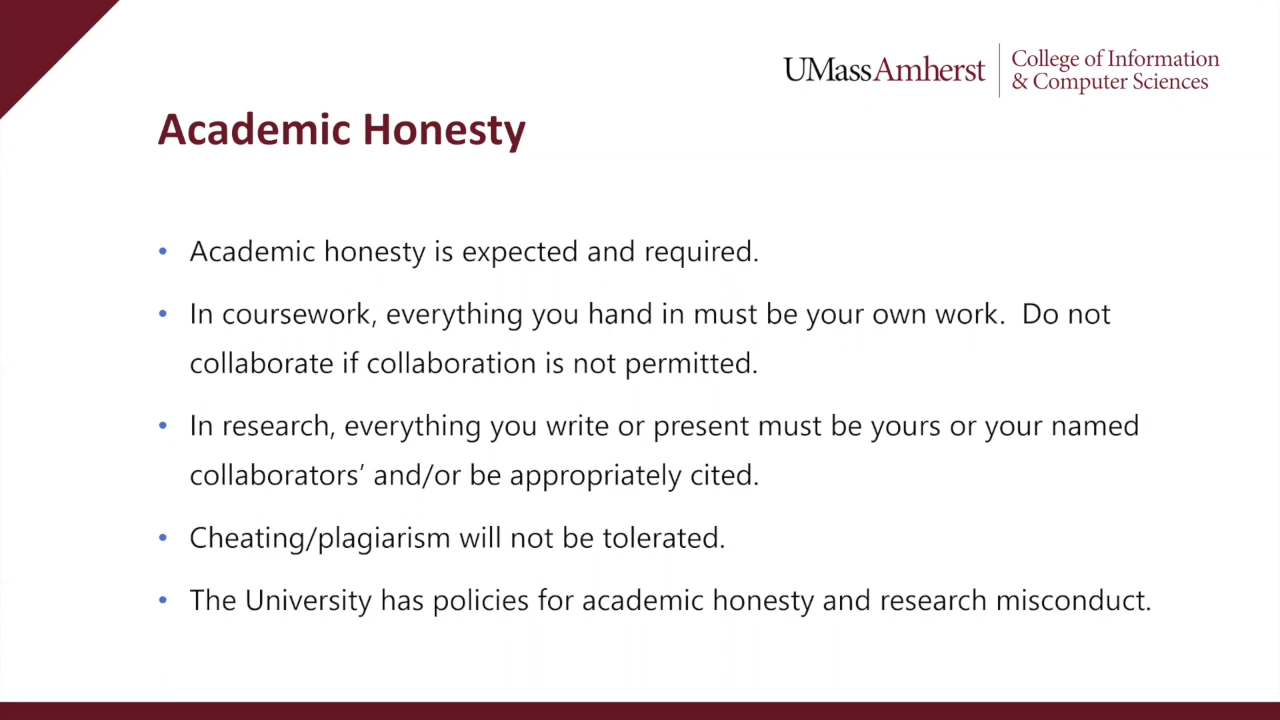 UMassAmherst
College of Information
& Computer Sciences
Academic Honesty
• Academic honesty is expected and required.
• In coursework, everything you hand in must be your own work.  Do not
collaborate if collaboration is not permitted.
• In research, everything you write or present must be yours or your named
collaborators’ and/or be appropriately cited.
• Cheating/plagiarism will not be tolerated.
• The University has policies for academic honesty and research misconduct.